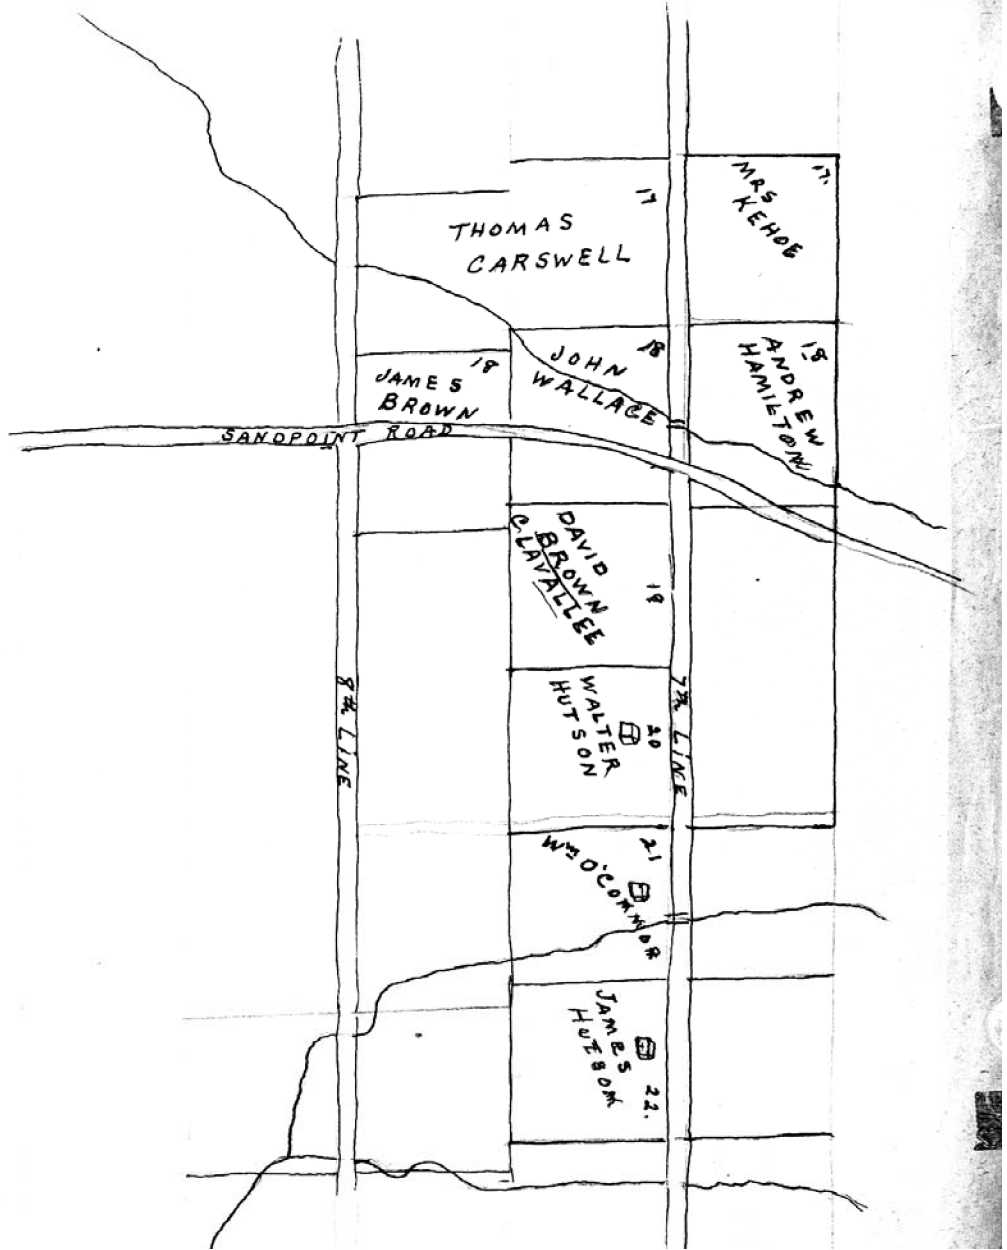 17
17.
MRS
KEHOE
THOMAS
CARSWELL
18
18
18
JOHN
WALLACE
ANDREW
HAMILTON
JAMES
BROWN
SANDPOINT ROAD
DAVID
BROWN
C. LAVALLEE
19
8th LINE
7th LINE
WALTER
HUTSON
20
21
Wm O'CONNOR
JAMES
HUTSON
22.